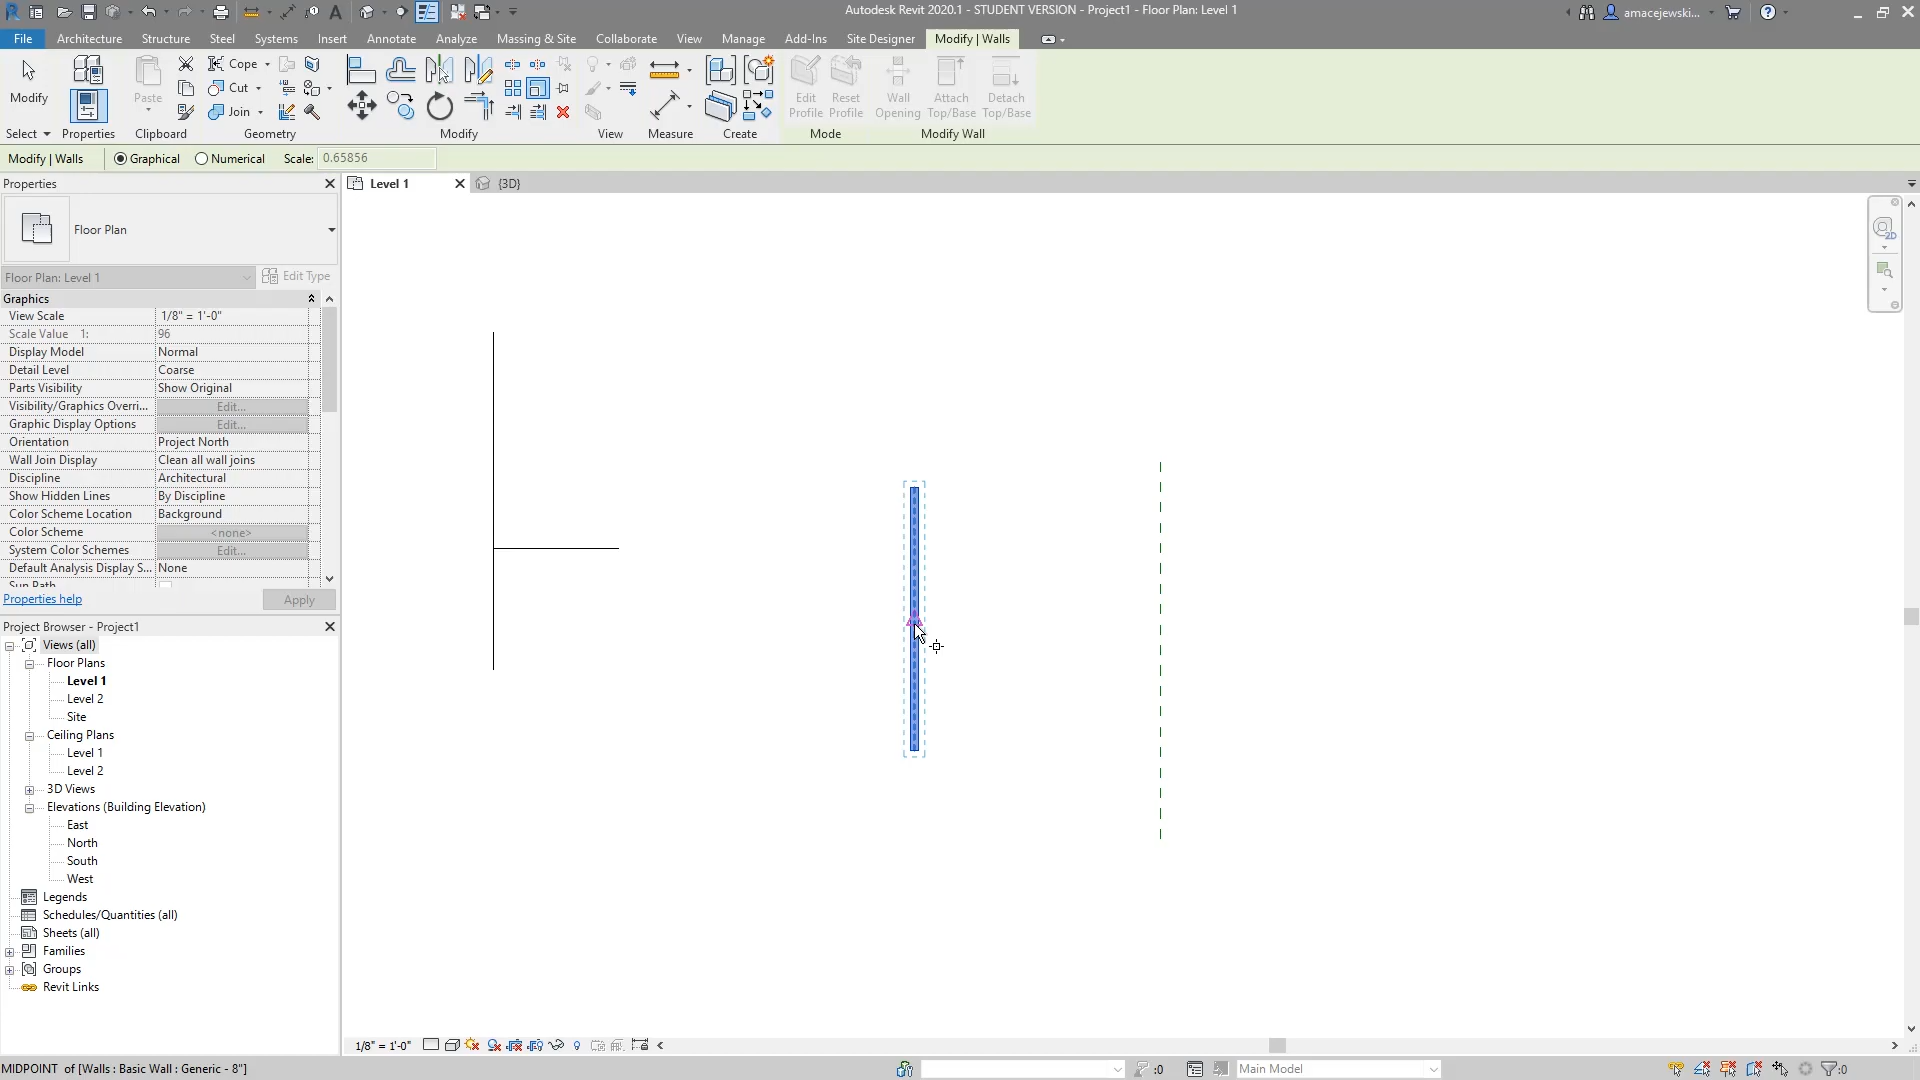 Autodesk Revit 2020.1 - STUDENT VERSION - Project1 - Floor Plan: Level 1
amacejewski...
File Architecture Structure Steel Systems Insert Annotate Analyze Massing & Site Collaborate View Manage Add-Ins Site Designer Modify | Walls
Modify
Paste
Cope
Cut
Join
Edit Profile
Reset Profile
Wall Opening
Attach Top/Base
Detach Top/Base
Select Properties Clipboard Geometry Modify View Measure Create Mode Modify Wall
Modify | Walls Graphical Numerical Scale: 0.65856
Properties
Level 1
{3D}
Floor Plan
Floor Plan: Level 1 Edit Type
Graphics
View Scale 1/8" = 1'-0"
Scale Value 1: 96
Display Model Normal
Detail Level Coarse
Parts Visibility Show Original
Visibility/Graphics Overri... Edit...
Graphic Display Options Edit...
Orientation Project North
Wall Join Display Clean all wall joins
Discipline Architectural
Show Hidden Lines By Discipline
Color Scheme Location Background
Color Scheme <none>
System Color Schemes Edit...
Default Analysis Display S... None
Sun Path
Properties help Apply
Project Browser - Project1
Views (all)
Floor Plans
Level 1
Level 2
Site
Ceiling Plans
Level 1
Level 2
3D Views
Elevations (Building Elevation)
East
North
South
West
Legends
Schedules/Quantities (all)
Sheets (all)
Families
Groups
Revit Links
2D
1/8" = 1'-0"
MIDPOINT of [Walls : Basic Wall : Generic - 8"]
:0
Main Model
:0